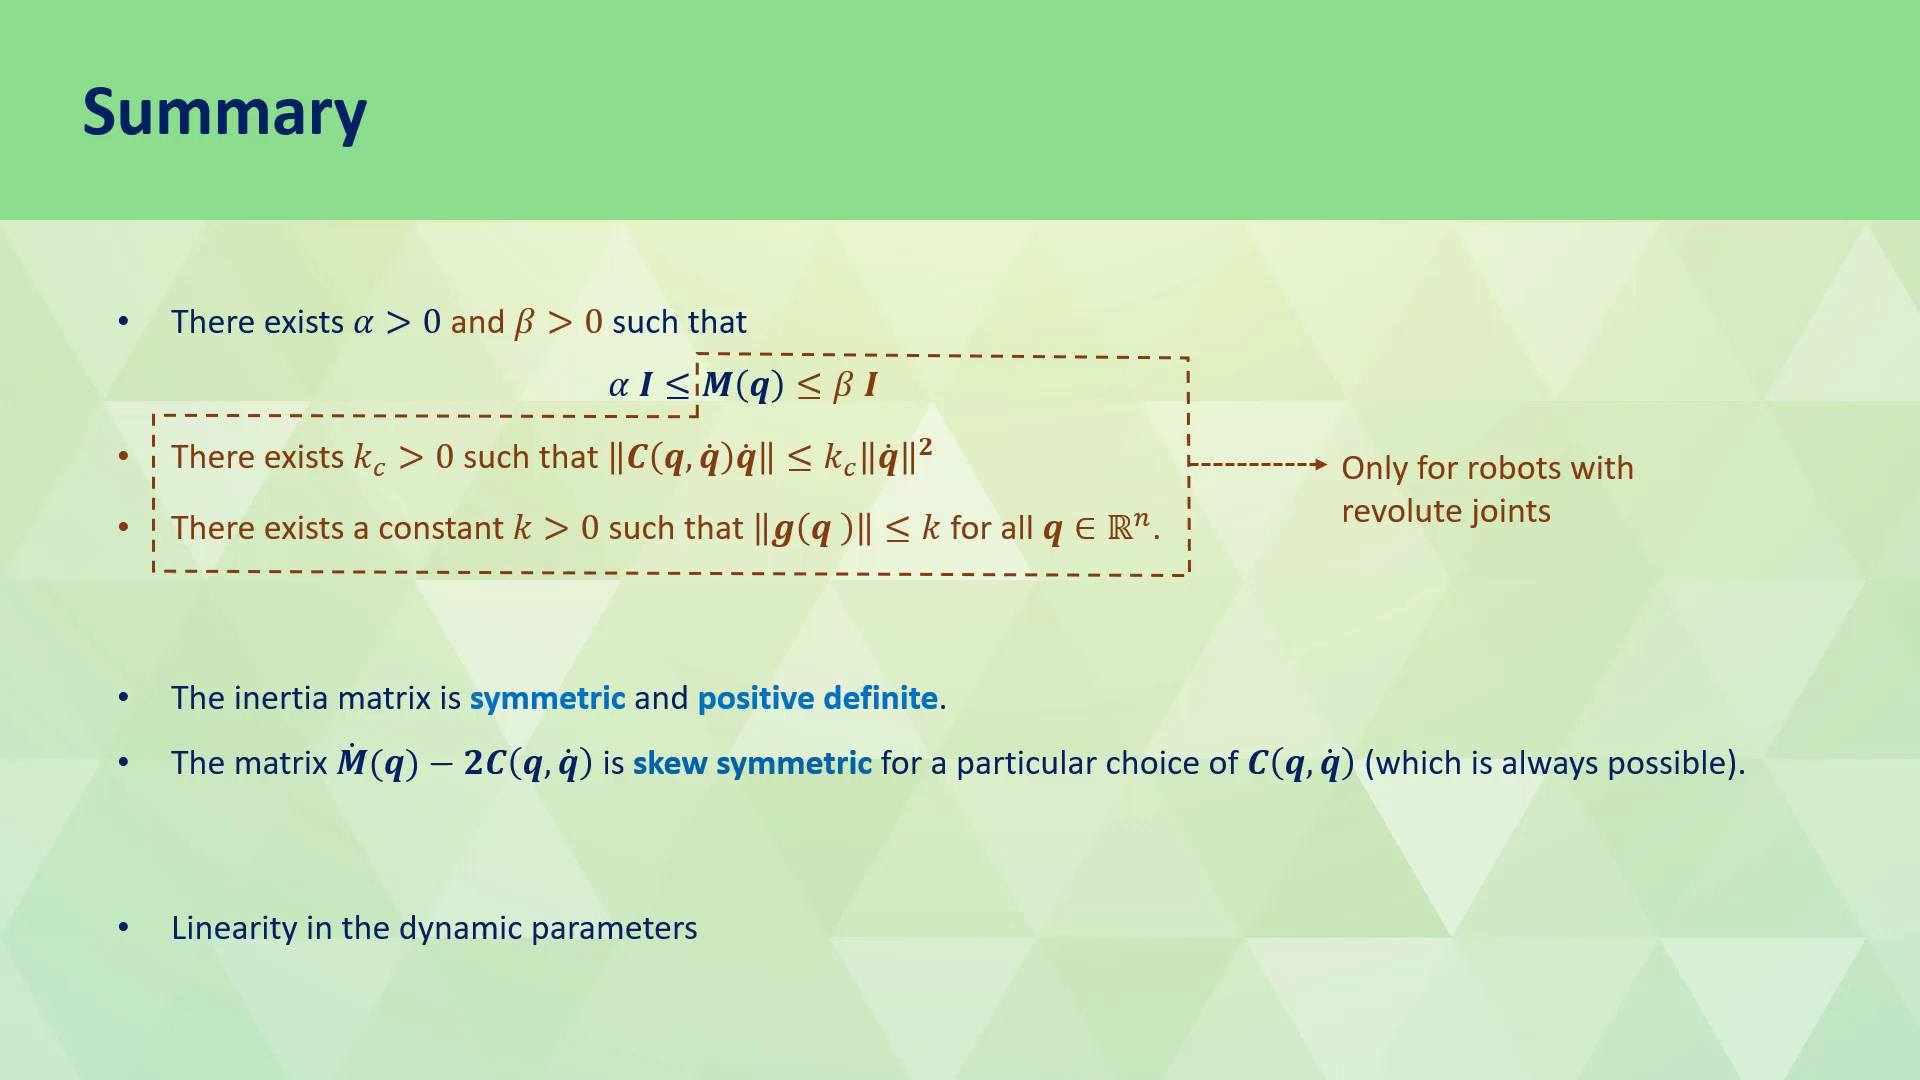 Summary
• There exists α > 0 and β > 0 such that
α I ≤ M(q) ≤ β I
• There exists k_c > 0 such that ‖C(q, q̇)q̇‖ ≤ k_c‖q̇‖²
• There exists a constant k > 0 such that ‖g(q )‖ ≤ k for all q ∈ ℝⁿ.
Only for robots with
revolute joints
• The inertia matrix is symmetric and positive definite.
• The matrix Ṁ(q) − 2C(q, q̇) is skew symmetric for a particular choice of C(q, q̇) (which is always possible).
• Linearity in the dynamic parameters